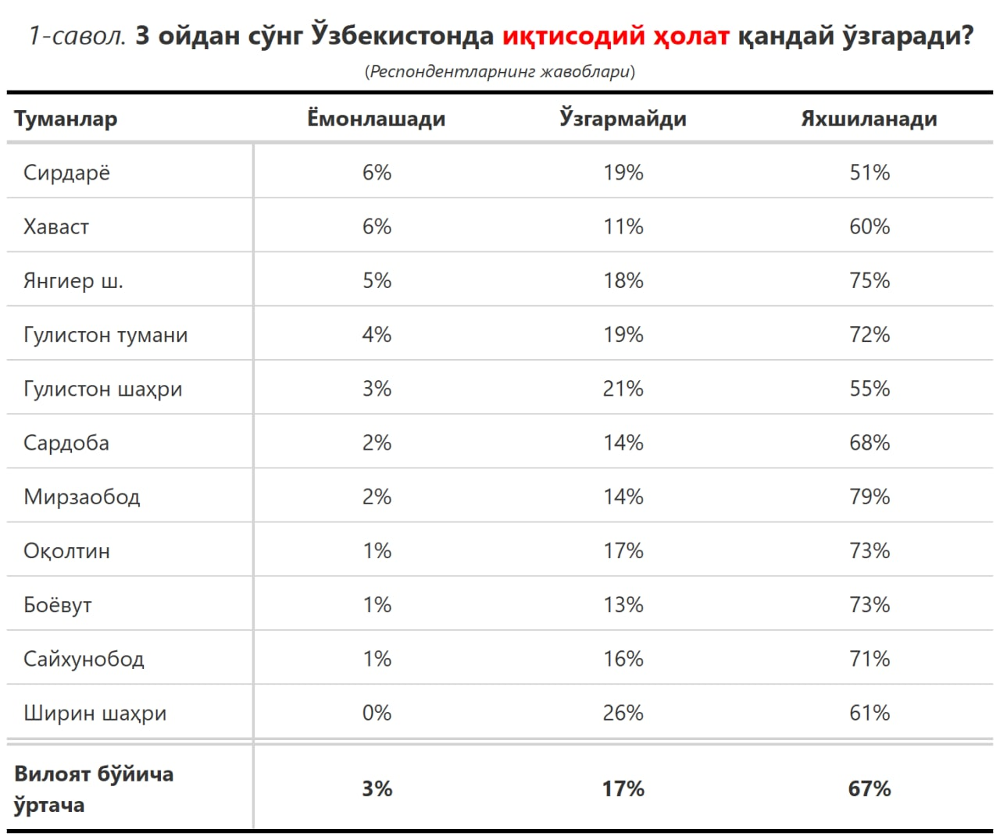 1-савол. 3 ойдан сўнг Ўзбекистонда иқтисодий ҳолат қандай ўзгаради?
(Респондентларнинг жавоблари)
Туманлар Ёмонлашади Ўзгармайди Яхшиланади
Сирдарё 6% 19% 51%
Хаваст 6% 11% 60%
Янгиер ш. 5% 18% 75%
Гулистон тумани 4% 19% 72%
Гулистон шаҳри 3% 21% 55%
Сардоба 2% 14% 68%
Мирзаобод 2% 14% 79%
Оқолтин 1% 17% 73%
Боёвут 1% 13% 73%
Сайхунобод 1% 16% 71%
Ширин шаҳри 0% 26% 61%
Вилоят бўйича
ўртача 3% 17% 67%